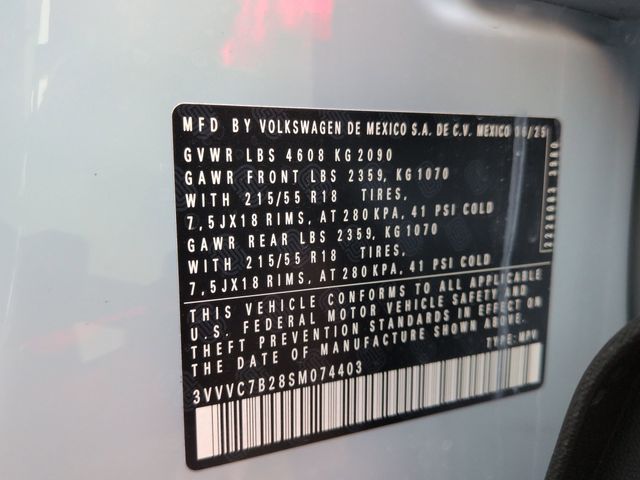 MFD BY VOLKSWAGEN DE MEXICO S.A. DE C.V. MEXICO 06/25
GVWR LBS 4608 KG 2090
GAWR FRONT LBS 2359, KG 1070
WITH 215/55 R18 TIRES,
7,5JX18 RIMS, AT 280 KPA, 41 PSI COLD
GAWR REAR LBS 2359, KG 1070
WITH 215/55 R18 TIRES,
7,5JX18 RIMS, AT 280 KPA, 41 PSI COLD
THIS VEHICLE CONFORMS TO ALL APPLICABLE
U.S. FEDERAL MOTOR VEHICLE SAFETY AND
THEFT PREVENTION STANDARDS IN EFFECT ON
THE DATE OF MANUFACTURE SHOWN ABOVE.
TYPE: MPV
3VVVC7B28SM074403